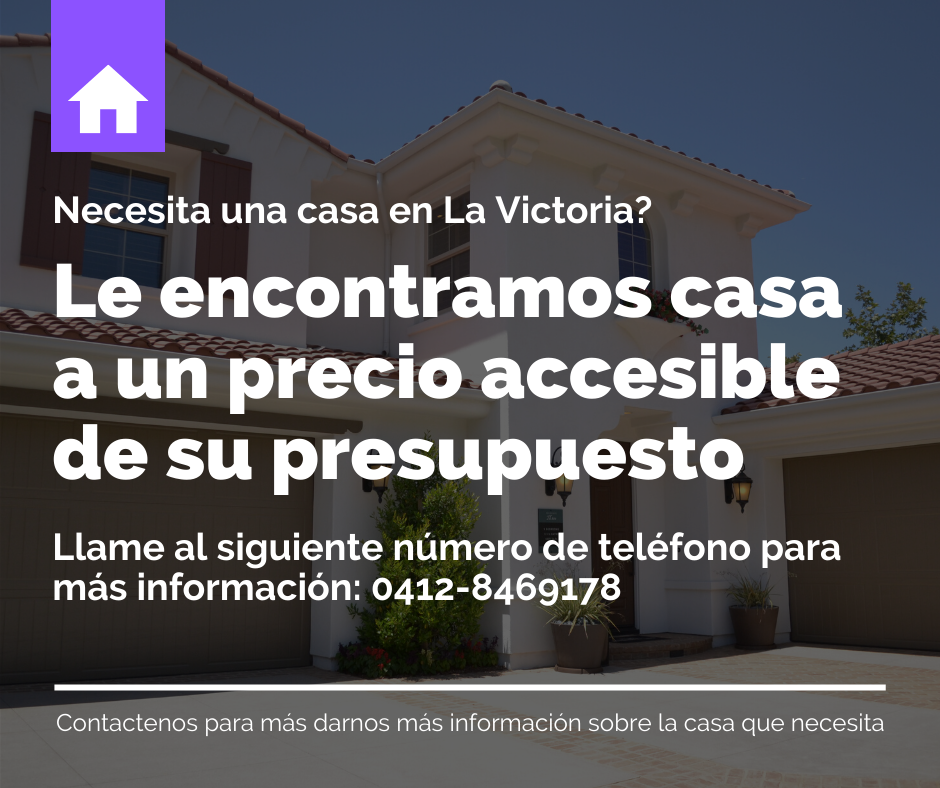 Necesita una casa en La Victoria?
Le encontramos casa
a un precio accesible
de su presupuesto
Llame al siguiente número de teléfono para
más información: 0412-8469178
Contactenos para más darnos más información sobre la casa que necesita